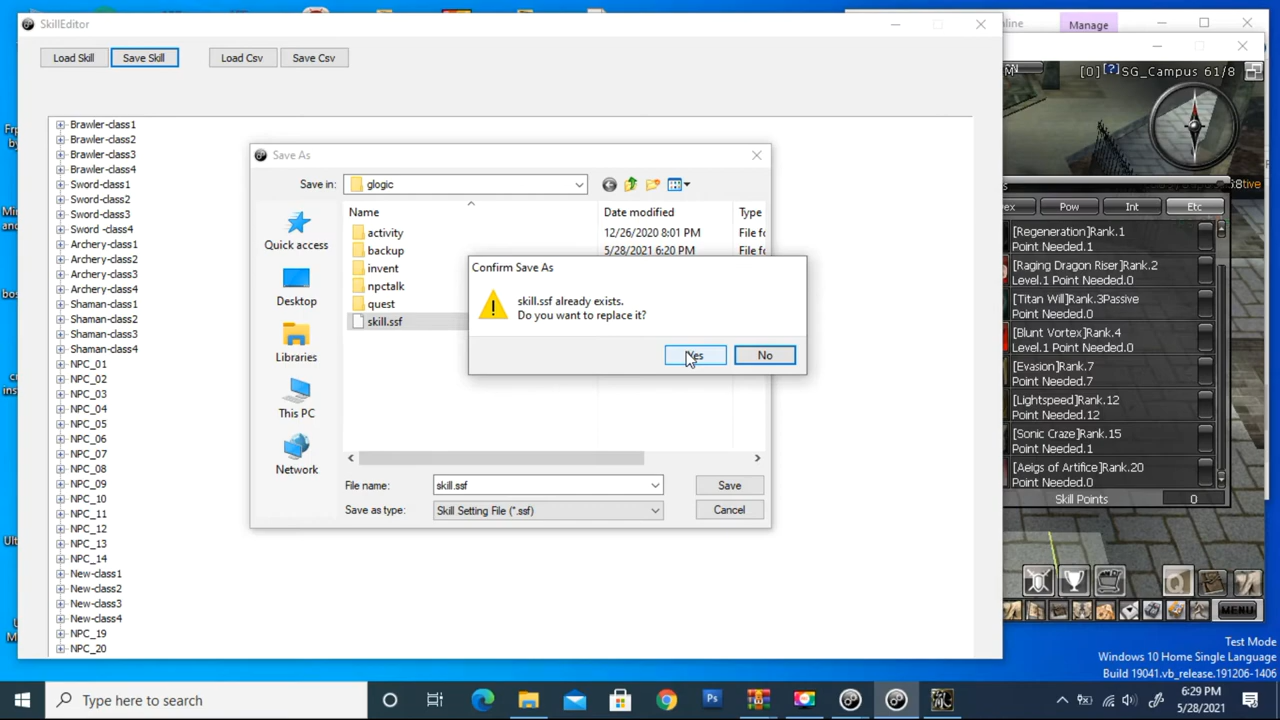 SkillEditor
Load Skill
Save Skill
Load Csv
Save Csv
Brawler-class1
Brawler-class2
Brawler-class3
Brawler-class4
Sword-class1
Sword-class2
Sword-class3
Sword -class4
Archery-class1
Archery-class2
Archery-class3
Archery-class4
Shaman-class1
Shaman-class2
Shaman-class3
Shaman-class4
NPC_01
NPC_02
NPC_03
NPC_04
NPC_05
NPC_06
NPC_07
NPC_08
NPC_09
NPC_10
NPC_11
NPC_12
NPC_13
NPC_14
New-class1
New-class2
New-class3
New-class4
NPC_19
NPC_20
Save As
Save in:
glogic
Quick access
Desktop
Libraries
This PC
Network
Name
Date modified
Type
activity
12/26/2020 8:01 PM
File fo
backup
5/28/2021 6:20 PM
File fo
invent
npctalk
quest
skill.ssf
File name:
skill.ssf
Save
Save as type:
Skill Setting File (*.ssf)
Cancel
Confirm Save As
skill.ssf already exists.
Do you want to replace it?
Yes
No
Manage
[0][?]SG_Campus 61/8
Pow
Int
Etc
[Regeneration]Rank.1
Point Needed.1
[Raging Dragon Riser]Rank.2
Level.1 Point Needed.0
[Titan Will]Rank.3Passive
Point Needed.1
[Blunt Vortex]Rank.4
Level.1 Point Needed.0
[Evasion]Rank.7
Point Needed.7
[Lightspeed]Rank.12
Point Needed.12
[Sonic Craze]Rank.15
Point Needed.1
[Aeigs of Artifice]Rank.20
Point Needed.0
Skill Points
0
MENU
Test Mode
Windows 10 Home Single Language
Build 19041.vb_release.191206-1406
Type here to search
Ps
6:29 PM
5/28/2021